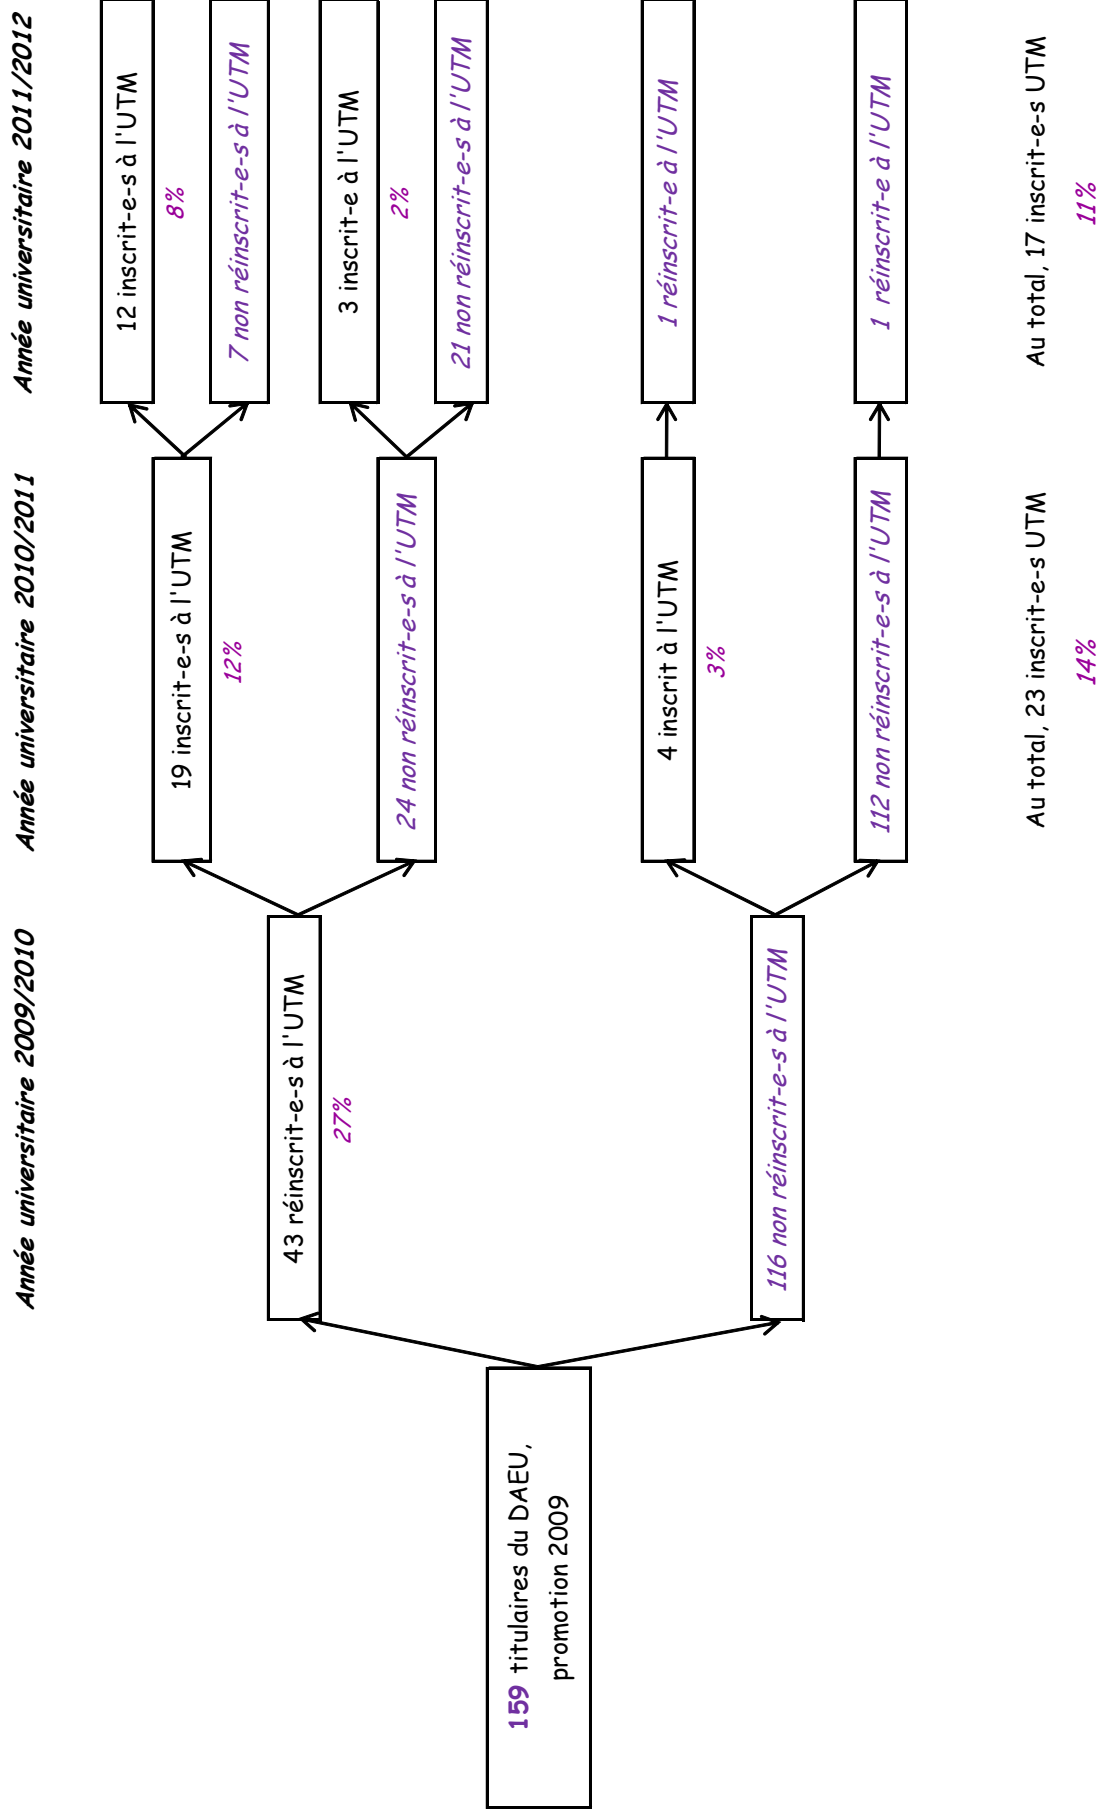 Année universitaire 2009/2010
Année universitaire 2010/2011
Année universitaire 2011/2012
12 inscrit-e-s à l'UTM
8%
19 inscrit-e-s à l'UTM
12%
7 non réinscrit-e-s à l'UTM
43 réinscrit-e-s à l'UTM
27%
3 inscrit-e à l'UTM
2%
24 non réinscrit-e-s à l'UTM
21 non réinscrit-e-s à l'UTM
159 titulaires du DAEU,
promotion 2009
4 inscrit à l'UTM
3%
1 réinscrit-e à l'UTM
116 non réinscrit-e-s à l'UTM
112 non réinscrit-e-s à l'UTM
1 réinscrit-e à l'UTM
Au total, 23 inscrit-e-s UTM
14%
Au total, 17 inscrit-e-s UTM
11%